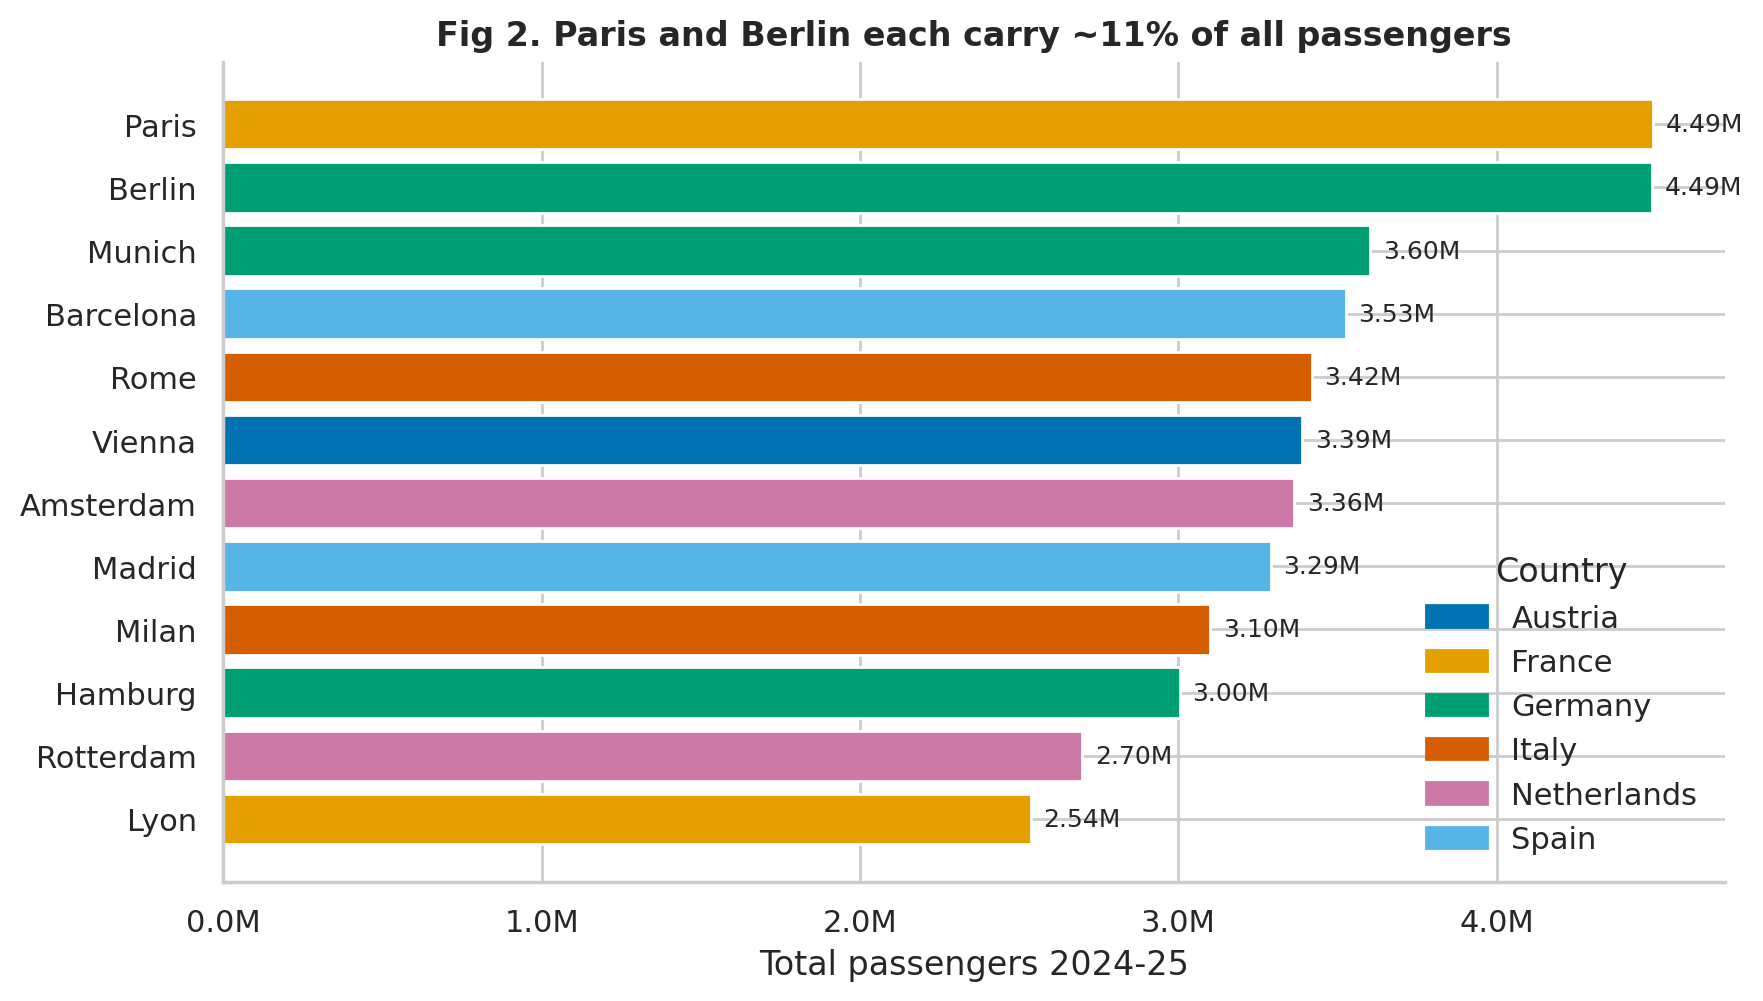 Fig 2. Paris and Berlin each carry ~11% of all passengers
Paris 4.49M
Berlin 4.49M
Munich 3.60M
Barcelona 3.53M
Rome 3.42M
Vienna 3.39M
Amsterdam 3.36M
Madrid 3.29M
Milan 3.10M
Hamburg 3.00M
Rotterdam 2.70M
Lyon 2.54M
Country
Austria
France
Germany
Italy
Netherlands
Spain
0.0M 1.0M 2.0M 3.0M 4.0M
Total passengers 2024-25